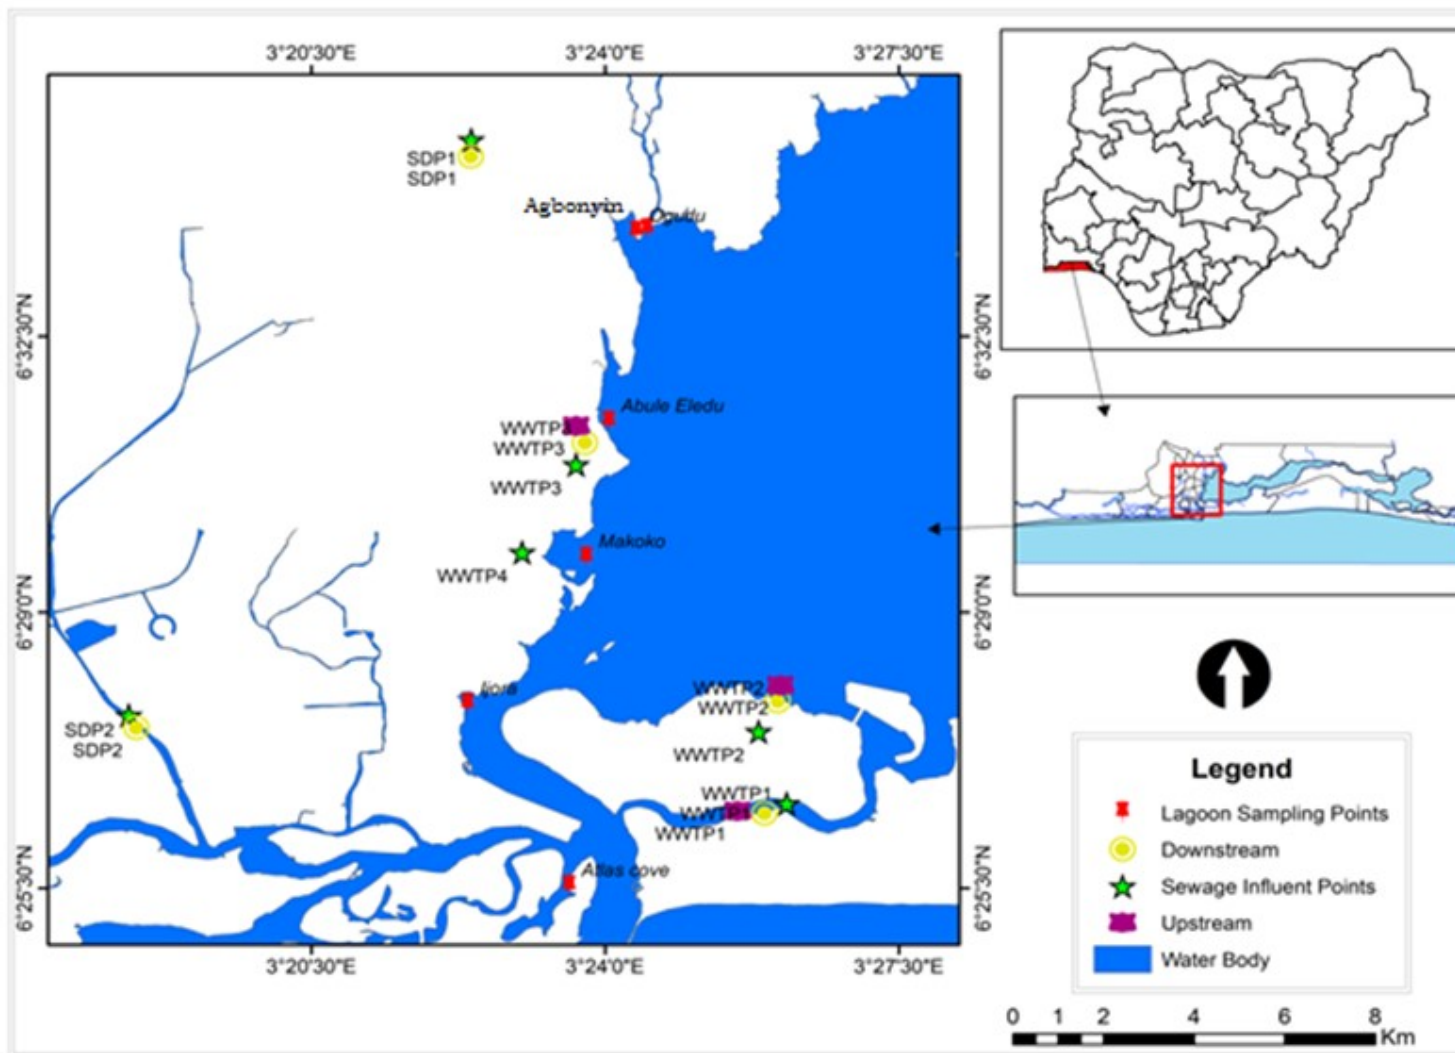 3°20'30"E
3°24'0"E
3°27'30"E
SDP1
SDP1
Agbonyin
Ogudu
6°32'30"N
6°32'30"N
Abule Eledu
WWTP3
WWTP3
WWTP3
Makoko
WWTP4
6°29'0"N
6°29'0"N
Ijora
WWTP2
WWTP2
WWTP2
SDP2
SDP2
WWTP1
WWTP1
WWTP1
Atlas cove
6°25'30"N
6°25'30"N
3°20'30"E
3°24'0"E
3°27'30"E
Legend
Lagoon Sampling Points
Downstream
Sewage Influent Points
Upstream
Water Body
0 1 2 4 6 8
Km